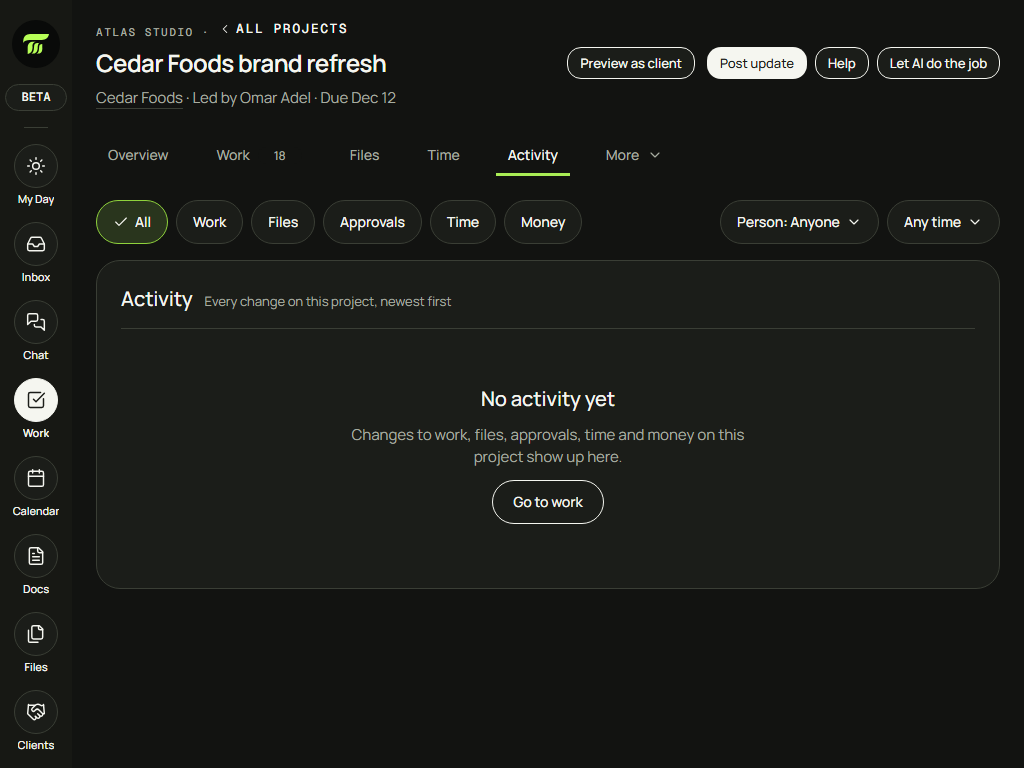 ATLAS STUDIO · < ALL PROJECTS
Cedar Foods brand refresh
Cedar Foods · Led by Omar Adel · Due Dec 12
Preview as client
Post update
Help
Let AI do the job
BETA
My Day
Inbox
Chat
Work
Calendar
Docs
Files
Clients
Overview
Work 18
Files
Time
Activity
More
All
Work
Files
Approvals
Time
Money
Person: Anyone
Any time
Activity Every change on this project, newest first
No activity yet
Changes to work, files, approvals, time and money on this
project show up here.
Go to work